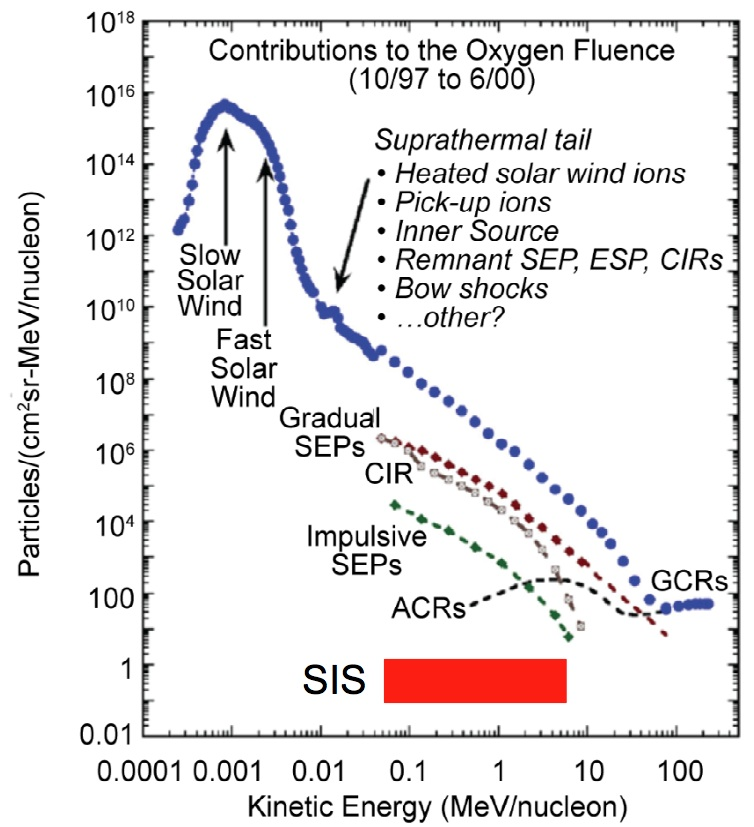 Contributions to the Oxygen Fluence
(10/97 to 6/00)
Suprathermal tail
• Heated solar wind ions
• Pick-up ions
• Inner Source
• Remnant SEP, ESP, CIRs
• Bow shocks
• …other?
Slow
Solar
Wind
Fast
Solar
Wind
Gradual
SEPs
CIR
Impulsive
SEPs
ACRs
GCRs
SIS
10¹⁸
10¹⁶
10¹⁴
10¹²
10¹⁰
10⁸
10⁶
10⁴
100
1
0.01
Particles/(cm²sr-MeV/nucleon)
0.0001 0.001 0.01 0.1 1 10 100
Kinetic Energy (MeV/nucleon)